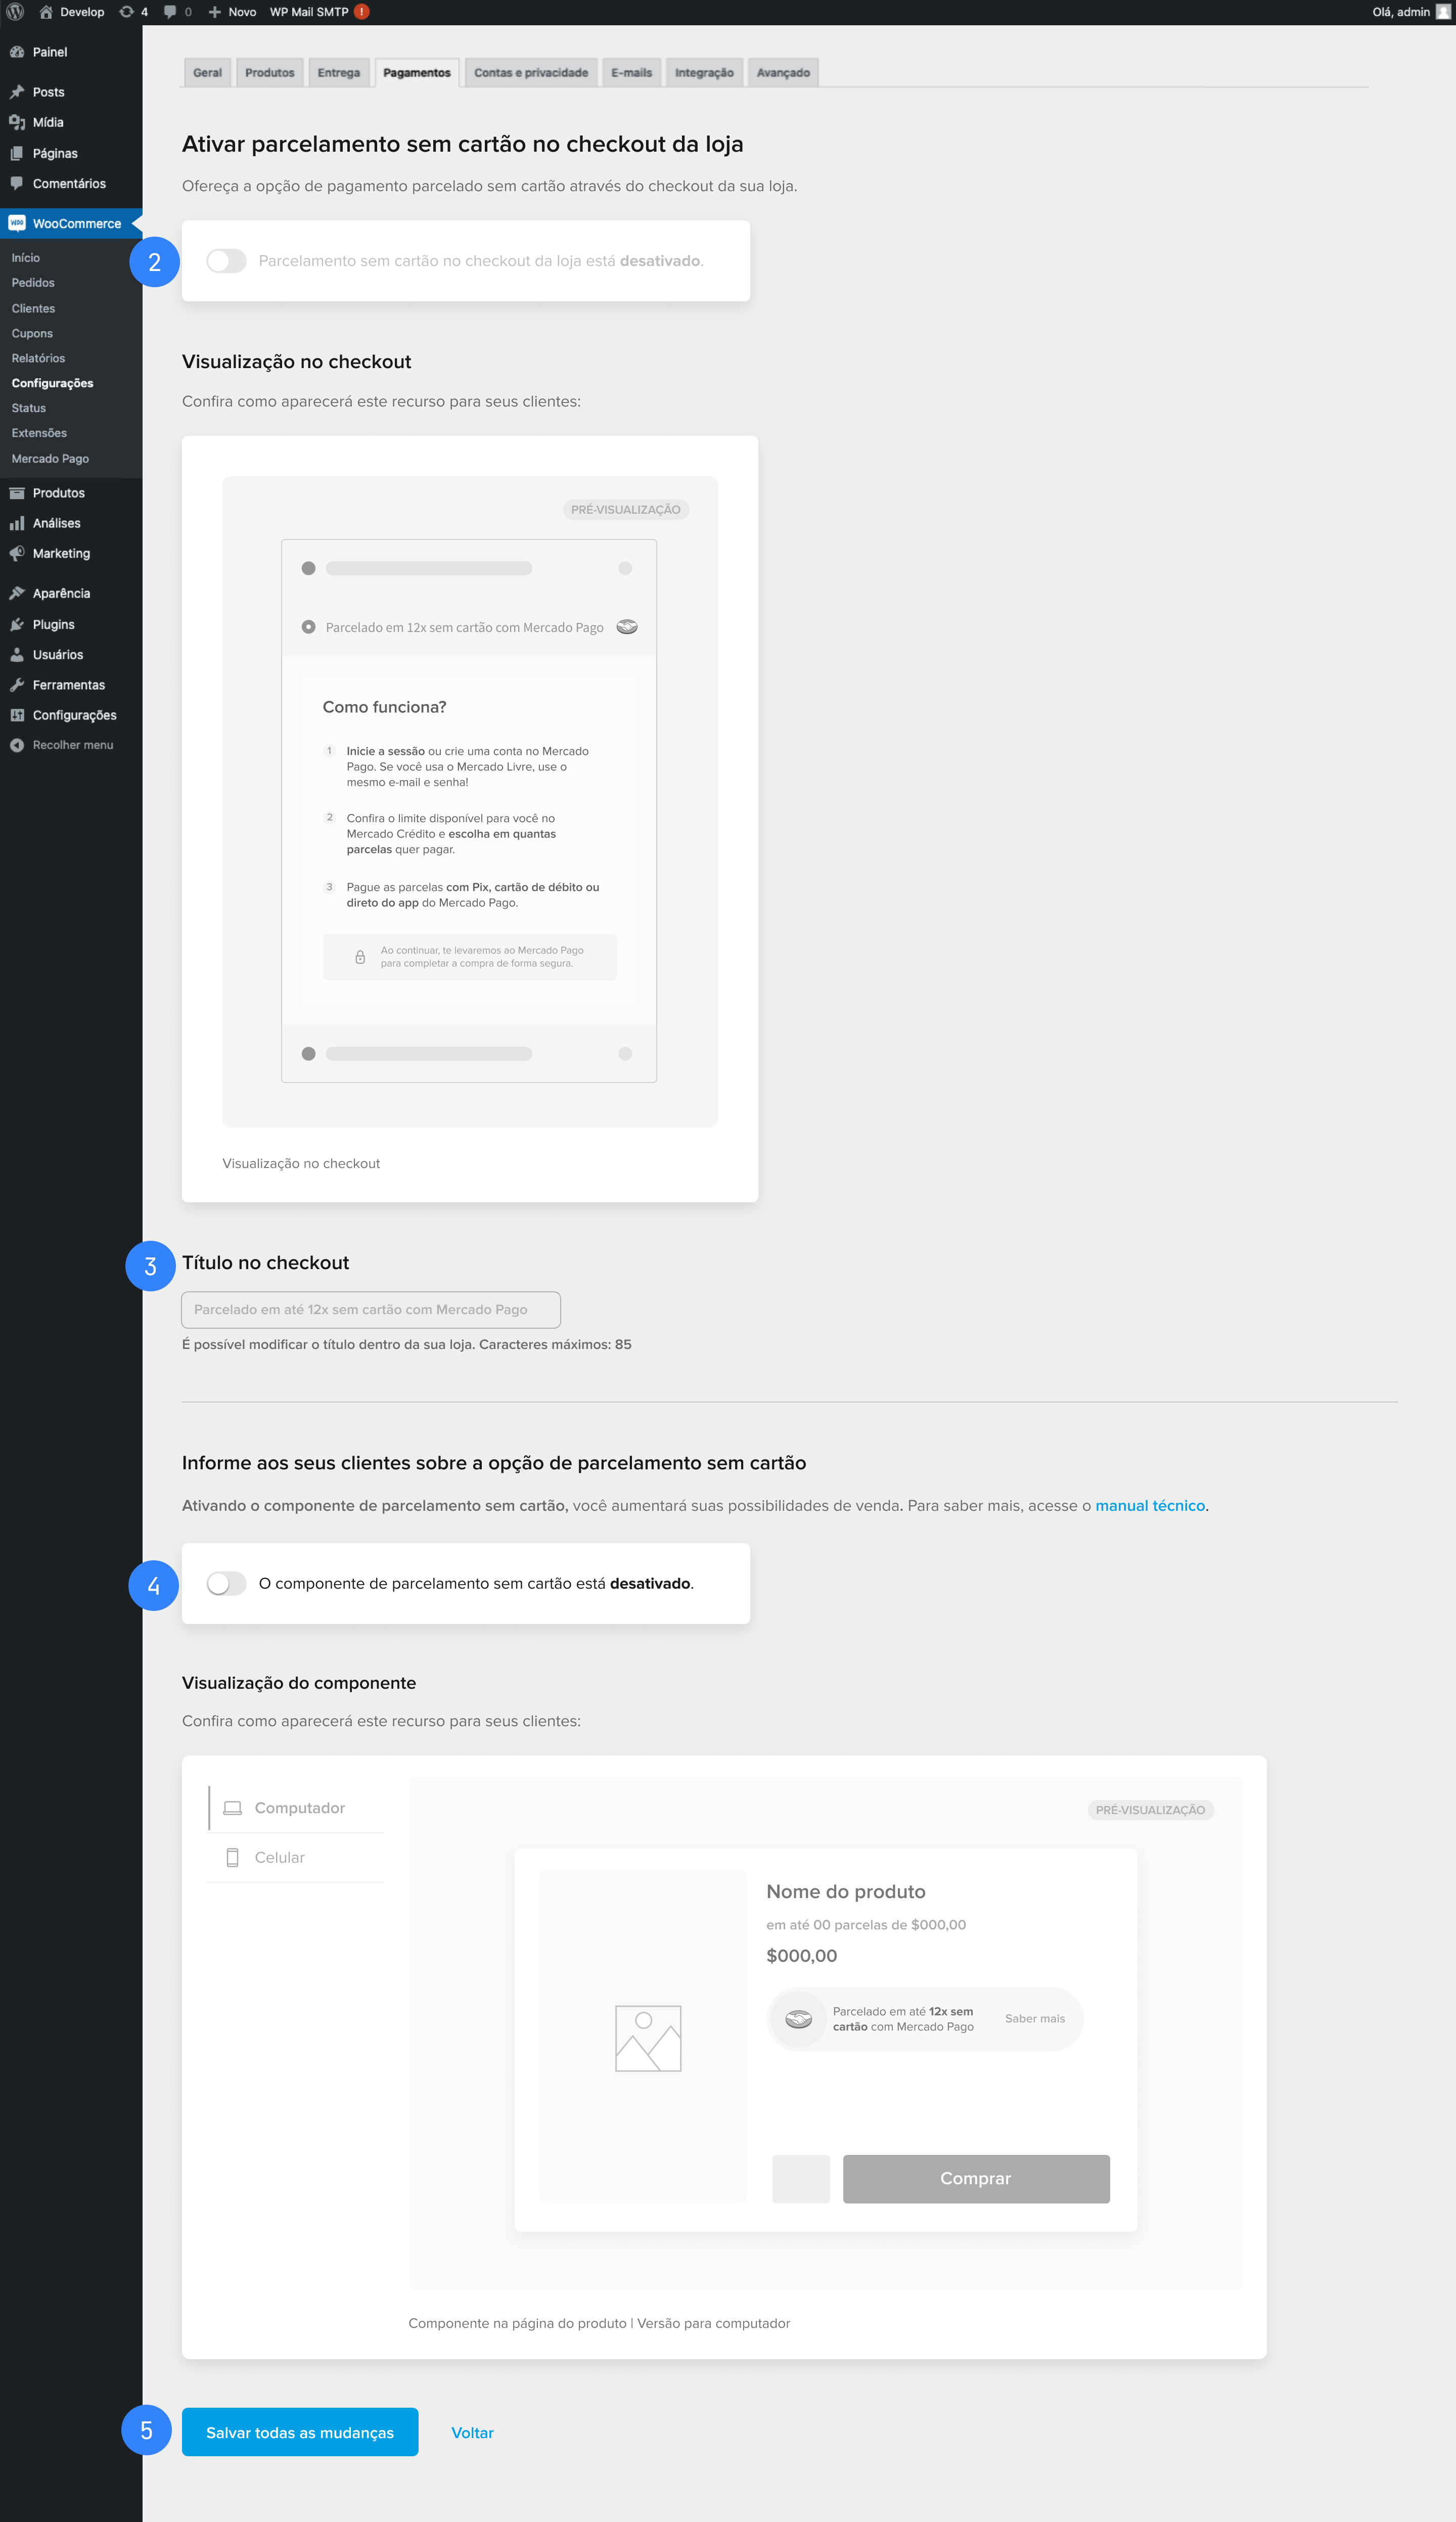 Develop 4 0 Novo WP Mail SMTP ! Olá, admin
Painel
Posts
Mídia
Páginas
Comentários
WOO WooCommerce
Início
Pedidos
Clientes
Cupons
Relatórios
Configurações
Status
Extensões
Mercado Pago
Produtos
Análises
Marketing
Aparência
Plugins
Usuários
Ferramentas
Configurações
Recolher menu
Geral Produtos Entrega Pagamentos Contas e privacidade E-mails Integração Avançado
Ativar parcelamento sem cartão no checkout da loja
Ofereça a opção de pagamento parcelado sem cartão através do checkout da sua loja.
2
Parcelamento sem cartão no checkout da loja está desativado.
Visualização no checkout
Confira como aparecerá este recurso para seus clientes:
PRÉ-VISUALIZAÇÃO
Parcelado em 12x sem cartão com Mercado Pago
Como funciona?
1 Inicie a sessão ou crie uma conta no Mercado
Pago. Se você usa o Mercado Livre, use o
mesmo e-mail e senha!
2 Confira o limite disponível para você no
Mercado Crédito e escolha em quantas
parcelas quer pagar.
3 Pague as parcelas com Pix, cartão de débito ou
direto do app do Mercado Pago.
Ao continuar, te levaremos ao Mercado Pago
para completar a compra de forma segura.
Visualização no checkout
3
Título no checkout
Parcelado em até 12x sem cartão com Mercado Pago
É possível modificar o título dentro da sua loja. Caracteres máximos: 85
Informe aos seus clientes sobre a opção de parcelamento sem cartão
Ativando o componente de parcelamento sem cartão, você aumentará suas possibilidades de venda. Para saber mais, acesse o manual técnico.
4
O componente de parcelamento sem cartão está desativado.
Visualização do componente
Confira como aparecerá este recurso para seus clientes:
Computador
Celular
PRÉ-VISUALIZAÇÃO
Nome do produto
em até 00 parcelas de $000,00
$000,00
Parcelado em até 12x sem
cartão com Mercado Pago
Saber mais
Comprar
Componente na página do produto | Versão para computador
5
Salvar todas as mudanças
Voltar